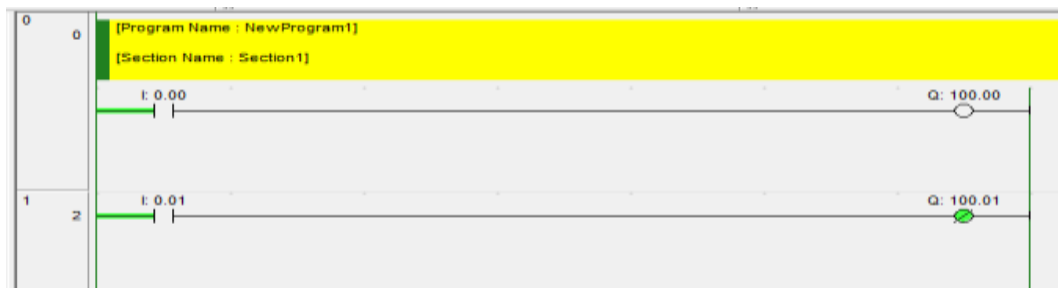 0
0
[Program Name : NewProgram1]
[Section Name : Section1]
I: 0.00
Q: 100.00
1
2
I: 0.01
Q: 100.01